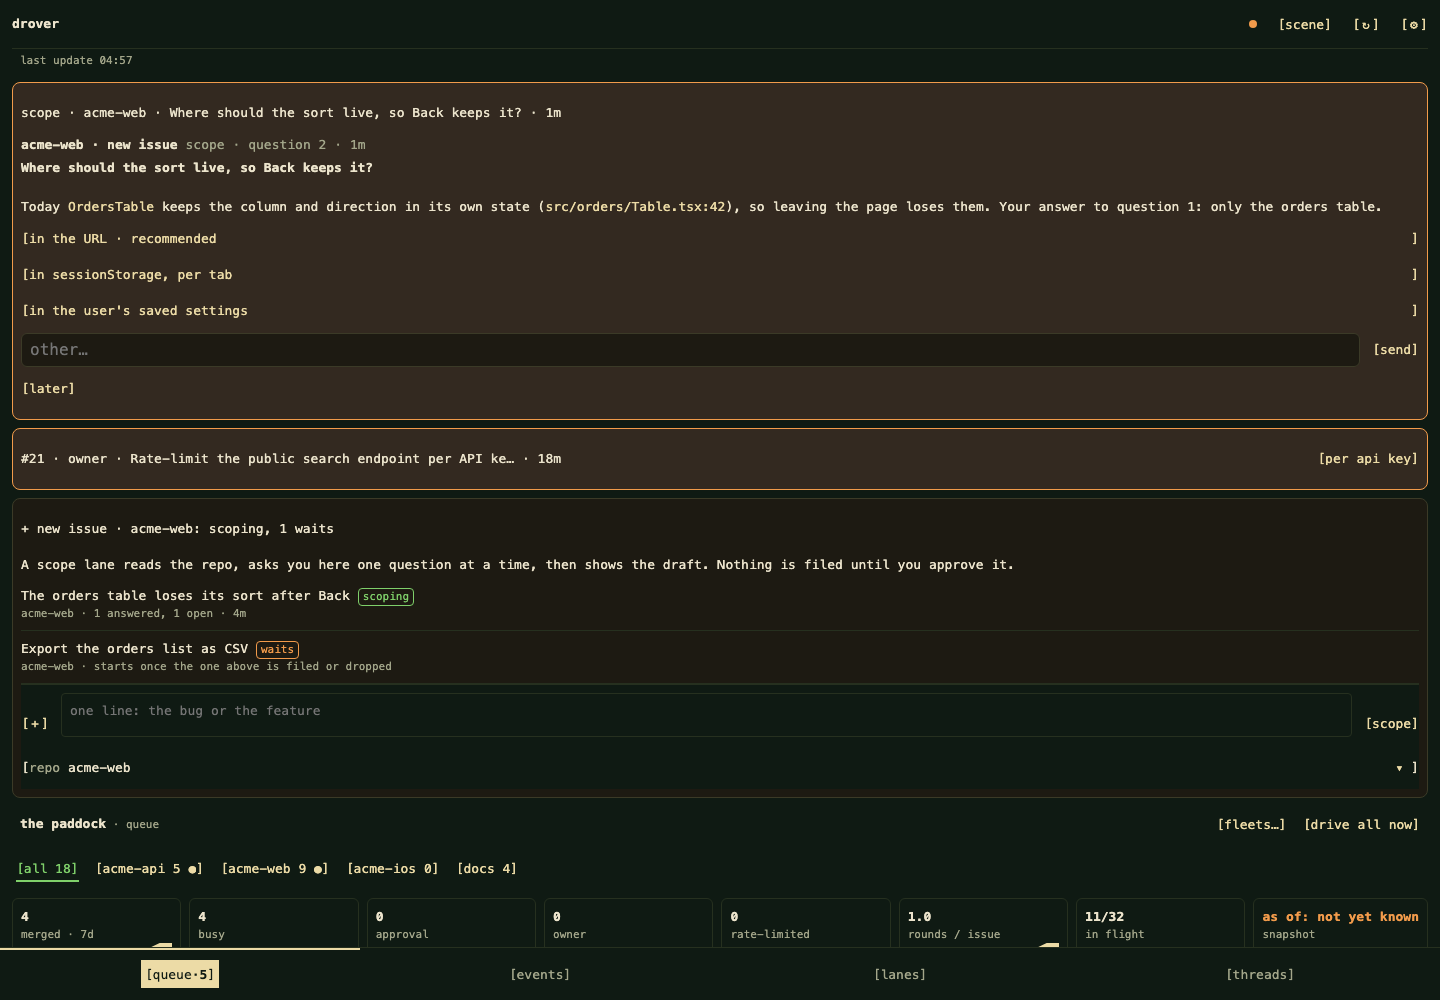 drover
[scene] [↻] [⚙]
last update 04:57
scope · acme-web · Where should the sort live, so Back keeps it? · 1m
acme-web · new issue scope · question 2 · 1m
Where should the sort live, so Back keeps it?
Today OrdersTable keeps the column and direction in its own state (src/orders/Table.tsx:42), so leaving the page loses them. Your answer to question 1: only the orders table.
[in the URL · recommended ]
[in sessionStorage, per tab ]
[in the user's saved settings ]
other… [send]
[later]
#21 · owner · Rate-limit the public search endpoint per API ke… · 18m [per api key]
+ new issue · acme-web: scoping, 1 waits
A scope lane reads the repo, asks you here one question at a time, then shows the draft. Nothing is filed until you approve it.
The orders table loses its sort after Back scoping
acme-web · 1 answered, 1 open · 4m
Export the orders list as CSV waits
acme-web · starts once the one above is filed or dropped
[+] one line: the bug or the feature [scope]
[repo acme-web ▾ ]
the paddock · queue [fleets…] [drive all now]
[all 18] [acme-api 5 ●] [acme-web 9 ●] [acme-ios 0] [docs 4]
4 4 0 0 0 1.0 11/32 as of: not yet known
merged · 7d busy approval owner rate-limited rounds / issue in flight snapshot
[queue·5] [events] [lanes] [threads]